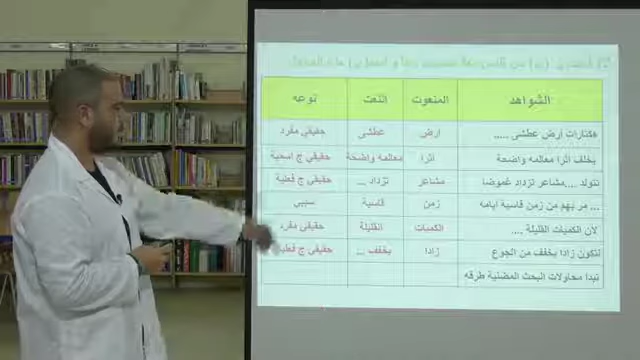 الشواهد المنعوت النعت نوعه
كنارات أرض عطشى ..... أرض عطشى حقيقي مفرد
يخلف أثرا معالمه واضحة أثرا معالمه واضحة حقيقي ج اسمية
تتولد .....مشاعر تزداد غموضا مشاعر تزداد ... حقيقي ج فعلية
... مر بهم من زمن قاسية أيامه زمن قاسية سببي
لأن الكميات القليلة .... الكميات القليلة حقيقي مفرد
لتكون زادا يخفف من الجوع زادا يخفف ... حقيقي ج فعلية
تبدأ محاولات البحث المضنية طرقه